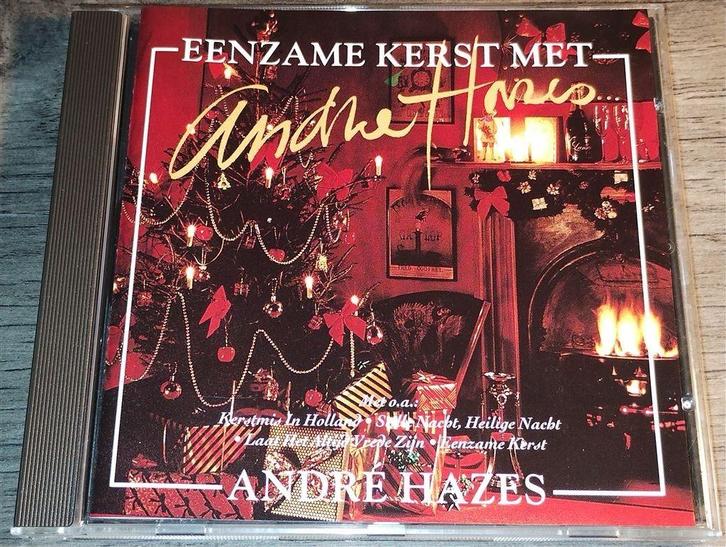 EENZAME KERST MET
André Hazes...
Met o.a.:
Kerstmis In Holland • Stille Nacht, Heilige Nacht
• Laat Het Altijd Vrede Zijn • Eenzame Kerst
ANDRÉ HAZES